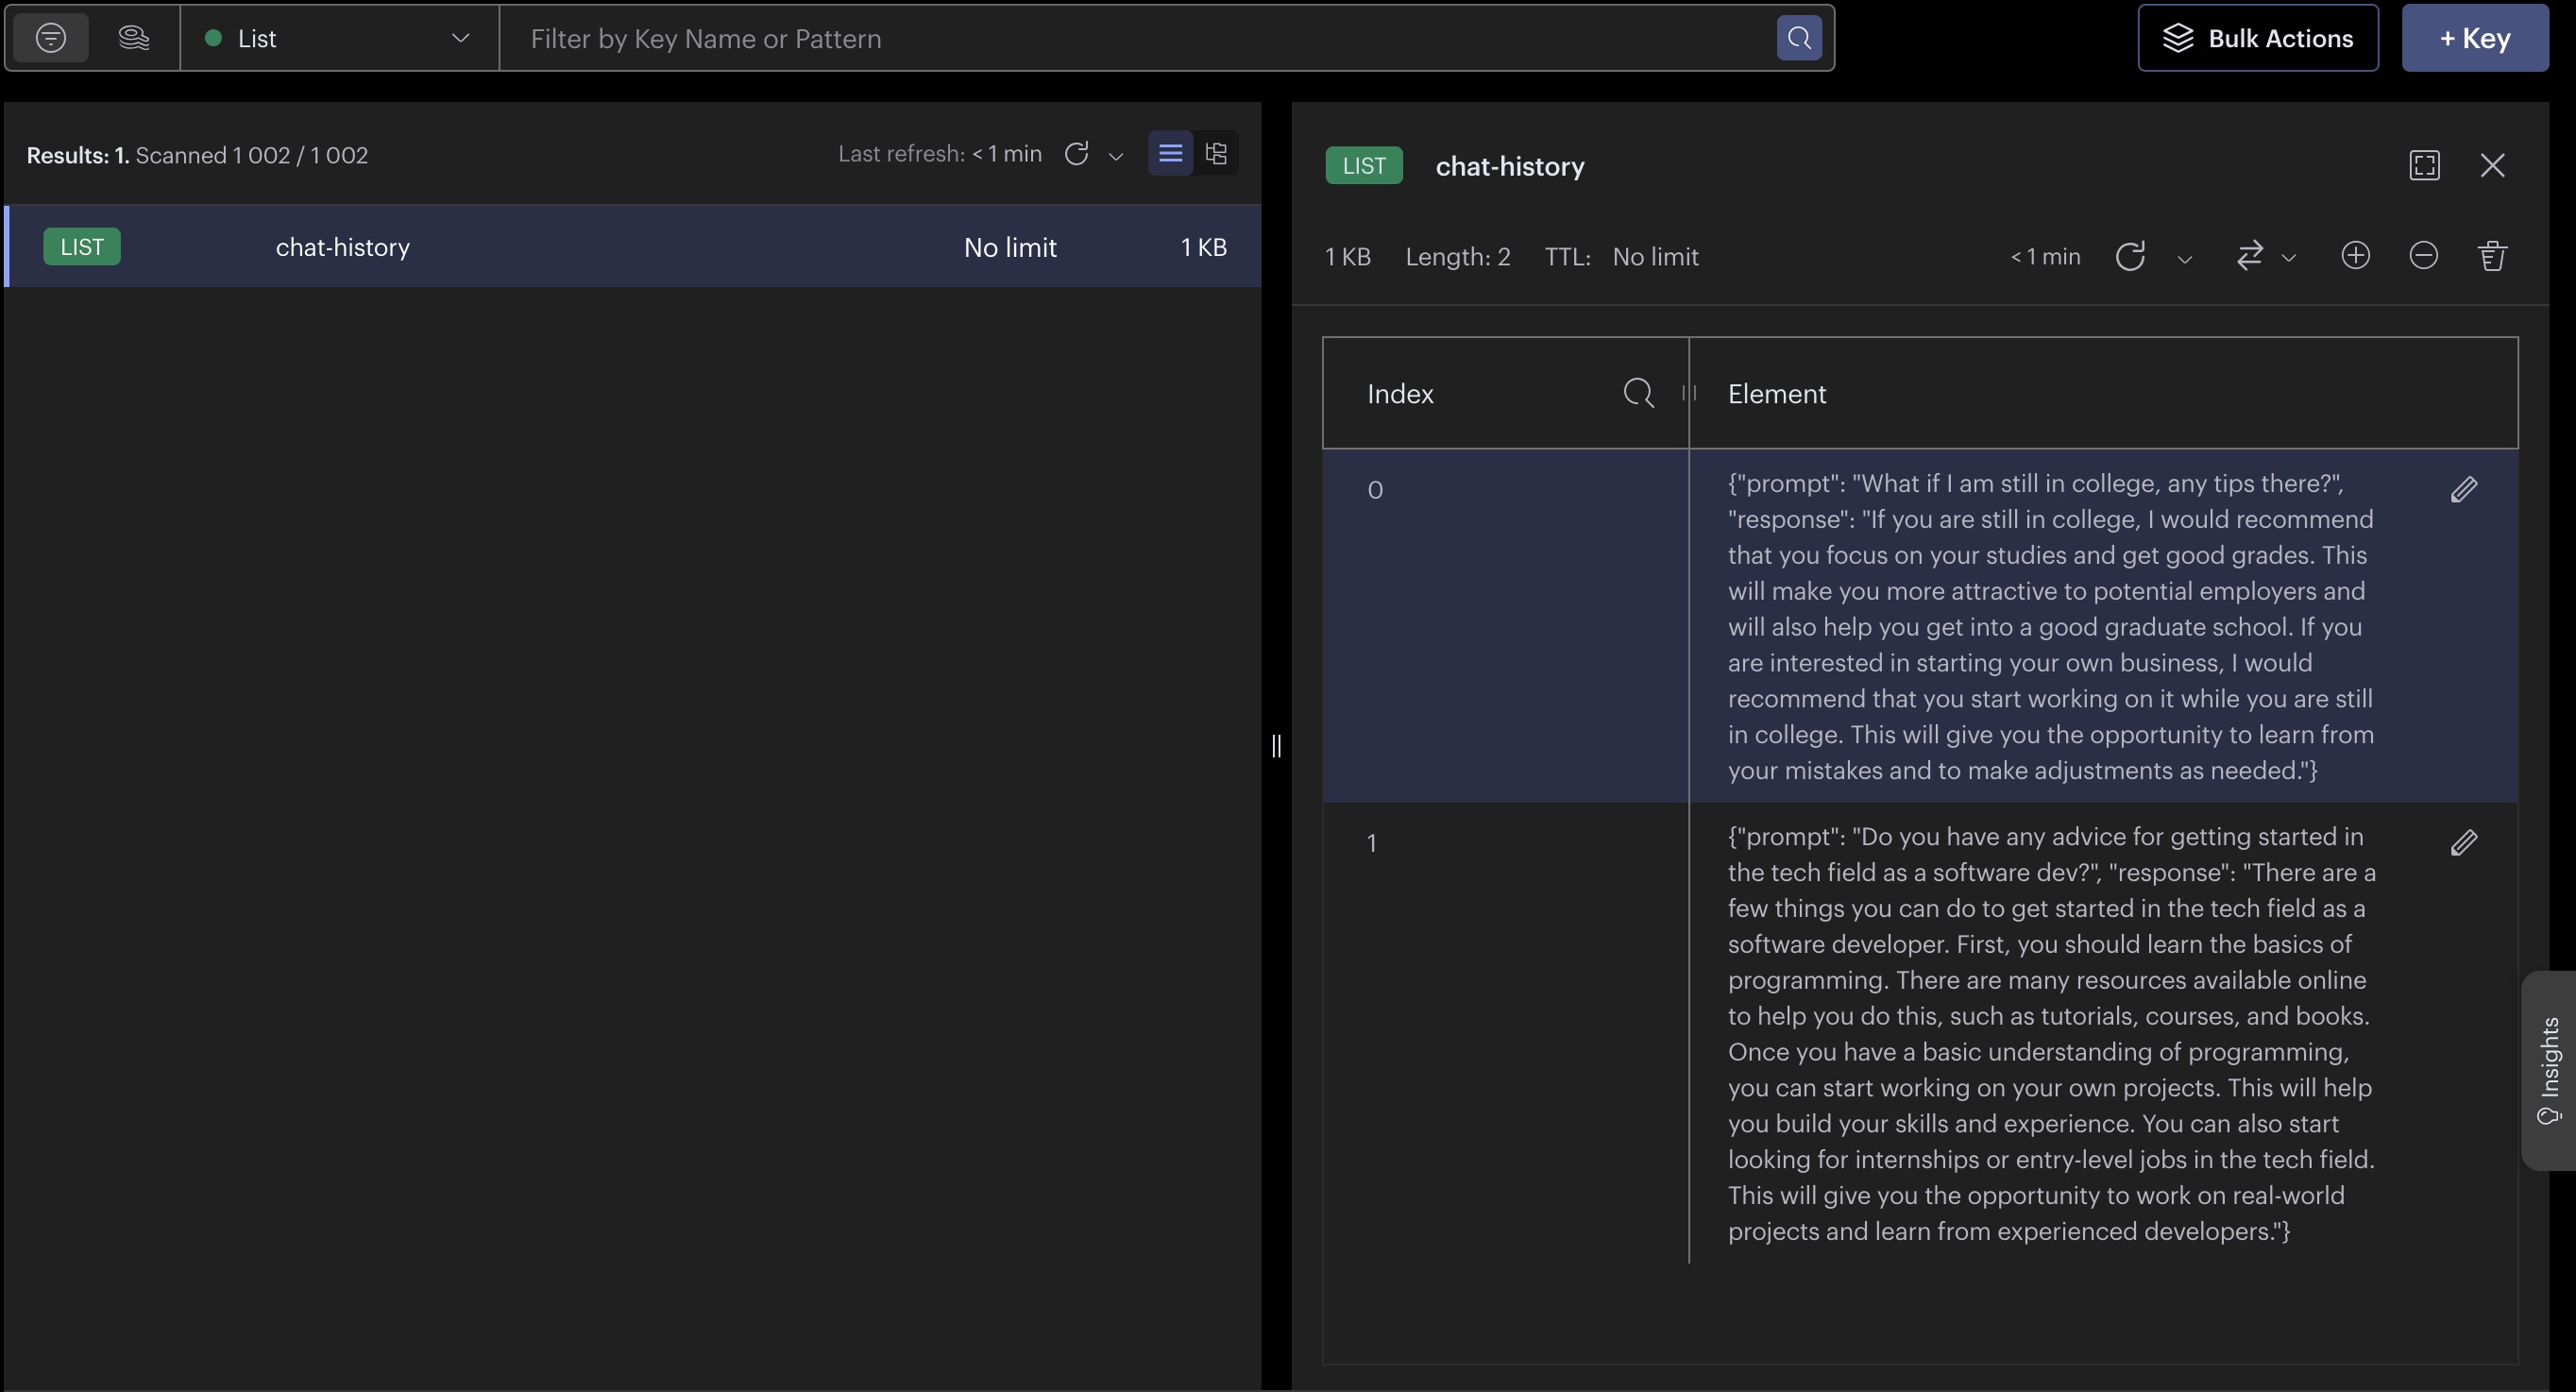 List
Filter by Key Name or Pattern
Bulk Actions
+ Key
Results: 1. Scanned 1 002 / 1 002
Last refresh: < 1 min
LIST chat-history No limit 1 KB
LIST chat-history
1 KB Length: 2 TTL: No limit
< 1 min
Index Element
0
{"prompt": "What if I am still in college, any tips there?",
"response": "If you are still in college, I would recommend
that you focus on your studies and get good grades. This
will make you more attractive to potential employers and
will also help you get into a good graduate school. If you
are interested in starting your own business, I would
recommend that you start working on it while you are still
in college. This will give you the opportunity to learn from
your mistakes and to make adjustments as needed."}
1
{"prompt": "Do you have any advice for getting started in
the tech field as a software dev?", "response": "There are a
few things you can do to get started in the tech field as a
software developer. First, you should learn the basics of
programming. There are many resources available online
to help you do this, such as tutorials, courses, and books.
Once you have a basic understanding of programming,
you can start working on your own projects. This will help
you build your skills and experience. You can also start
looking for internships or entry-level jobs in the tech field.
This will give you the opportunity to work on real-world
projects and learn from experienced developers."}
Insights